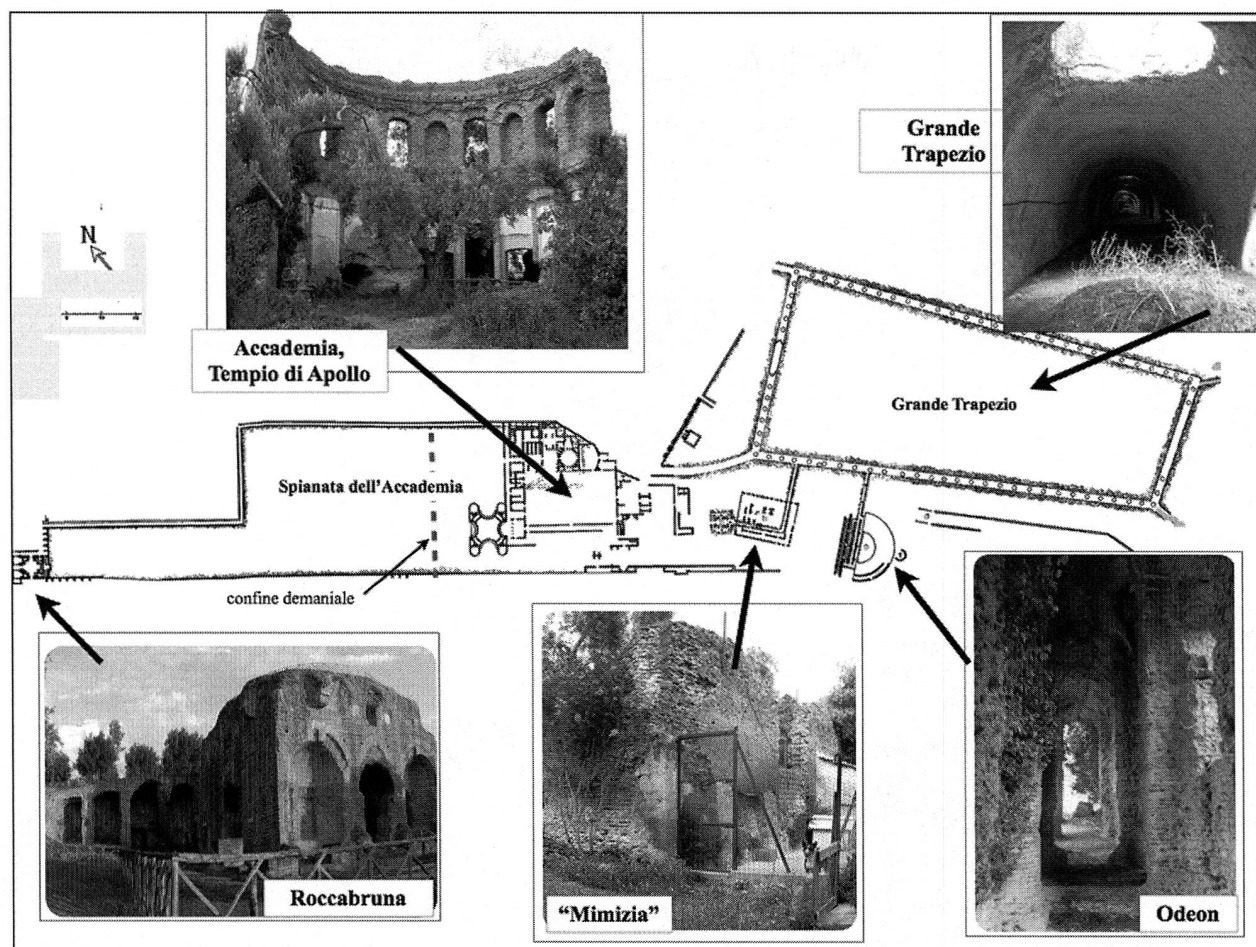 Grande
Trapezio
N
Accademia,
Tempio di Apollo
Grande Trapezio
Spianata dell'Accademia
confine demaniale
Roccabruna
“Mimizia”
Odeon